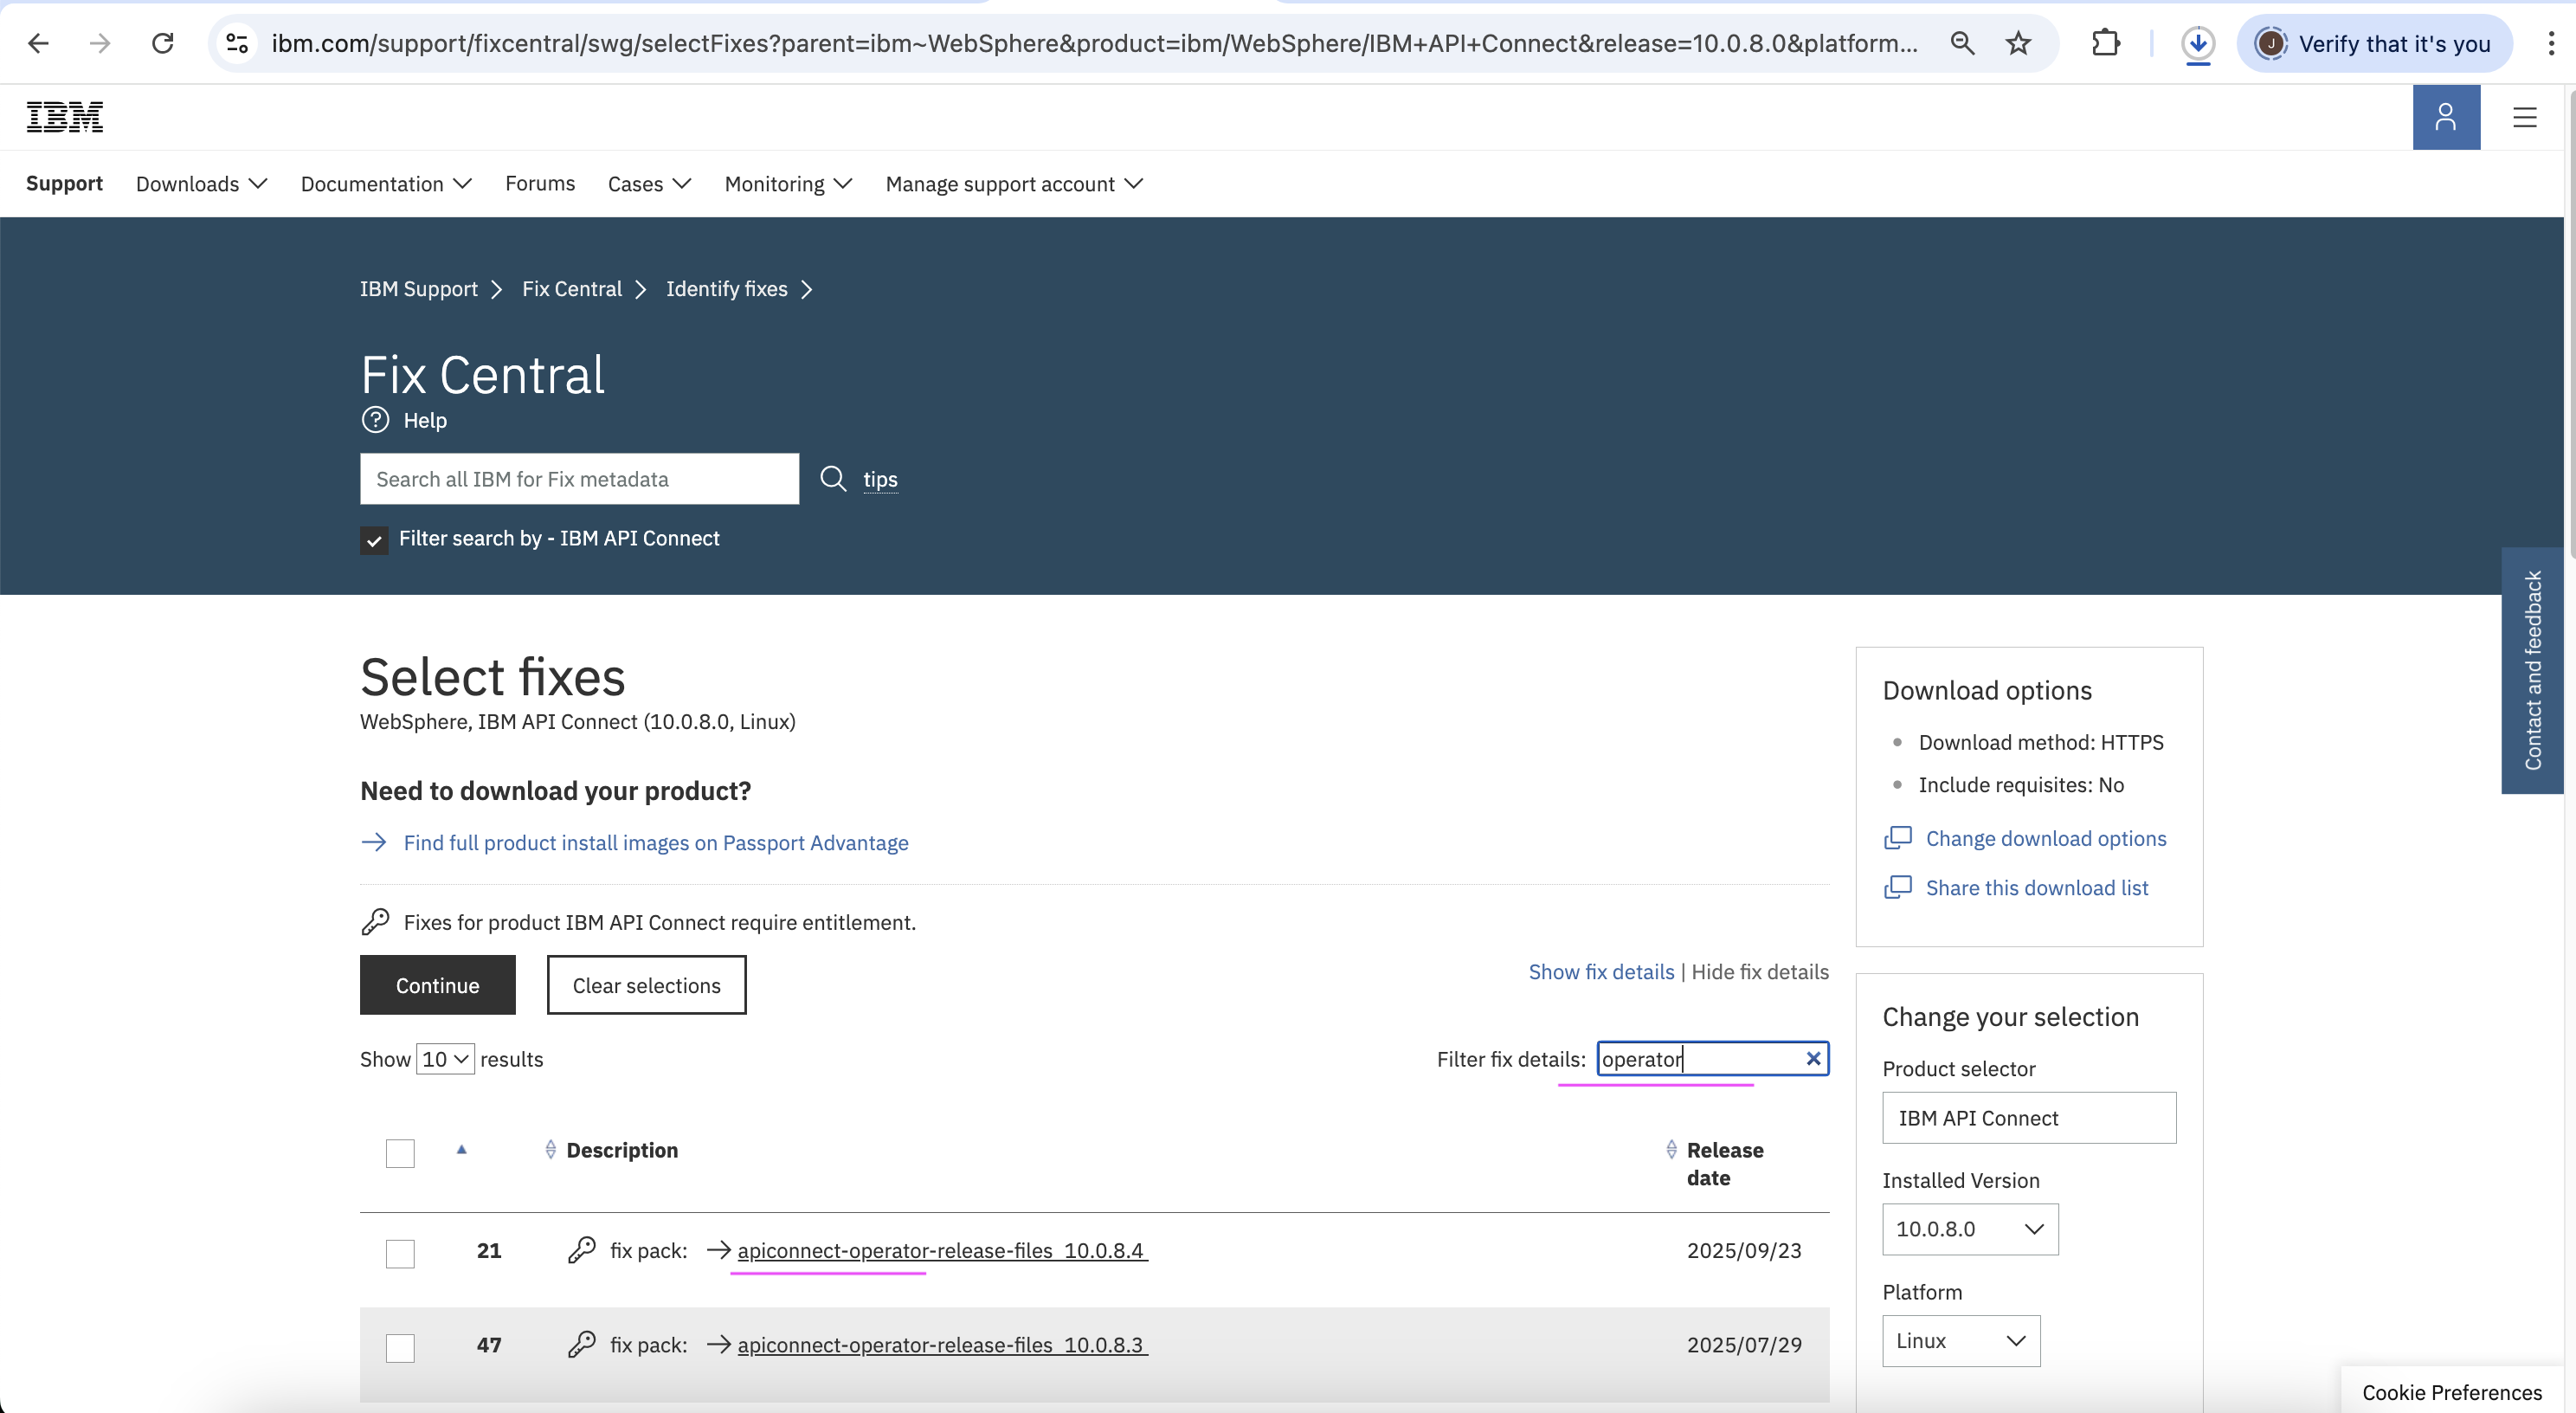 ibm.com/support/fixcentral/swg/selectFixes?parent=ibm~WebSphere&product=ibm/WebSphere/IBM+API+Connect&release=10.0.8.0&platform...
J
Verify that it's you
IBM
Support
Downloads
Documentation
Forums
Cases
Monitoring
Manage support account
IBM Support
Fix Central
Identify fixes
Fix Central
? Help
Search all IBM for Fix metadata
tips
Filter search by - IBM API Connect
Contact and feedback
Select fixes
WebSphere, IBM API Connect (10.0.8.0, Linux)
Need to download your product?
Find full product install images on Passport Advantage
Fixes for product IBM API Connect require entitlement.
Continue
Clear selections
Show fix details | Hide fix details
Show 10 results
Filter fix details: operator
Description
Release
date
21 fix pack: apiconnect-operator-release-files_10.0.8.4 2025/09/23
47 fix pack: apiconnect-operator-release-files_10.0.8.3 2025/07/29
Download options
Download method: HTTPS
Include requisites: No
Change download options
Share this download list
Change your selection
Product selector
IBM API Connect
Installed Version
10.0.8.0
Platform
Linux
Cookie Preferences